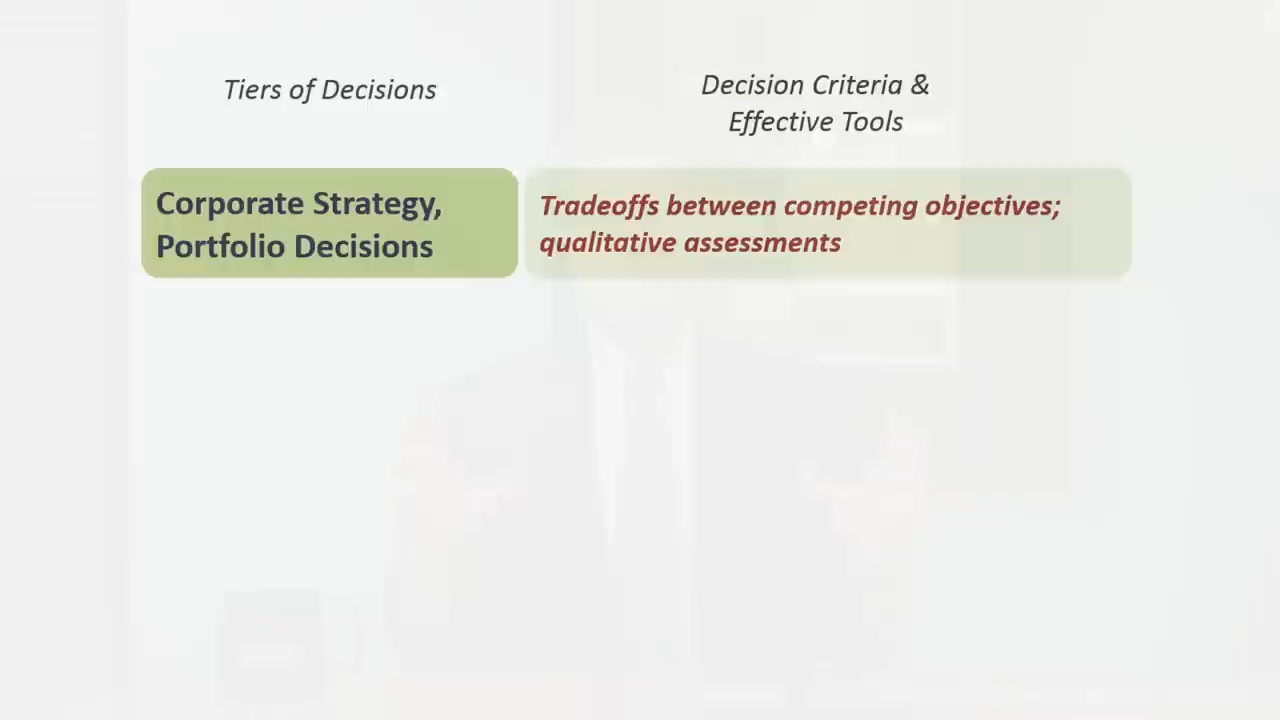 Tiers of Decisions
Decision Criteria &
Effective Tools
Corporate Strategy,
Portfolio Decisions
Tradeoffs between competing objectives;
qualitative assessments